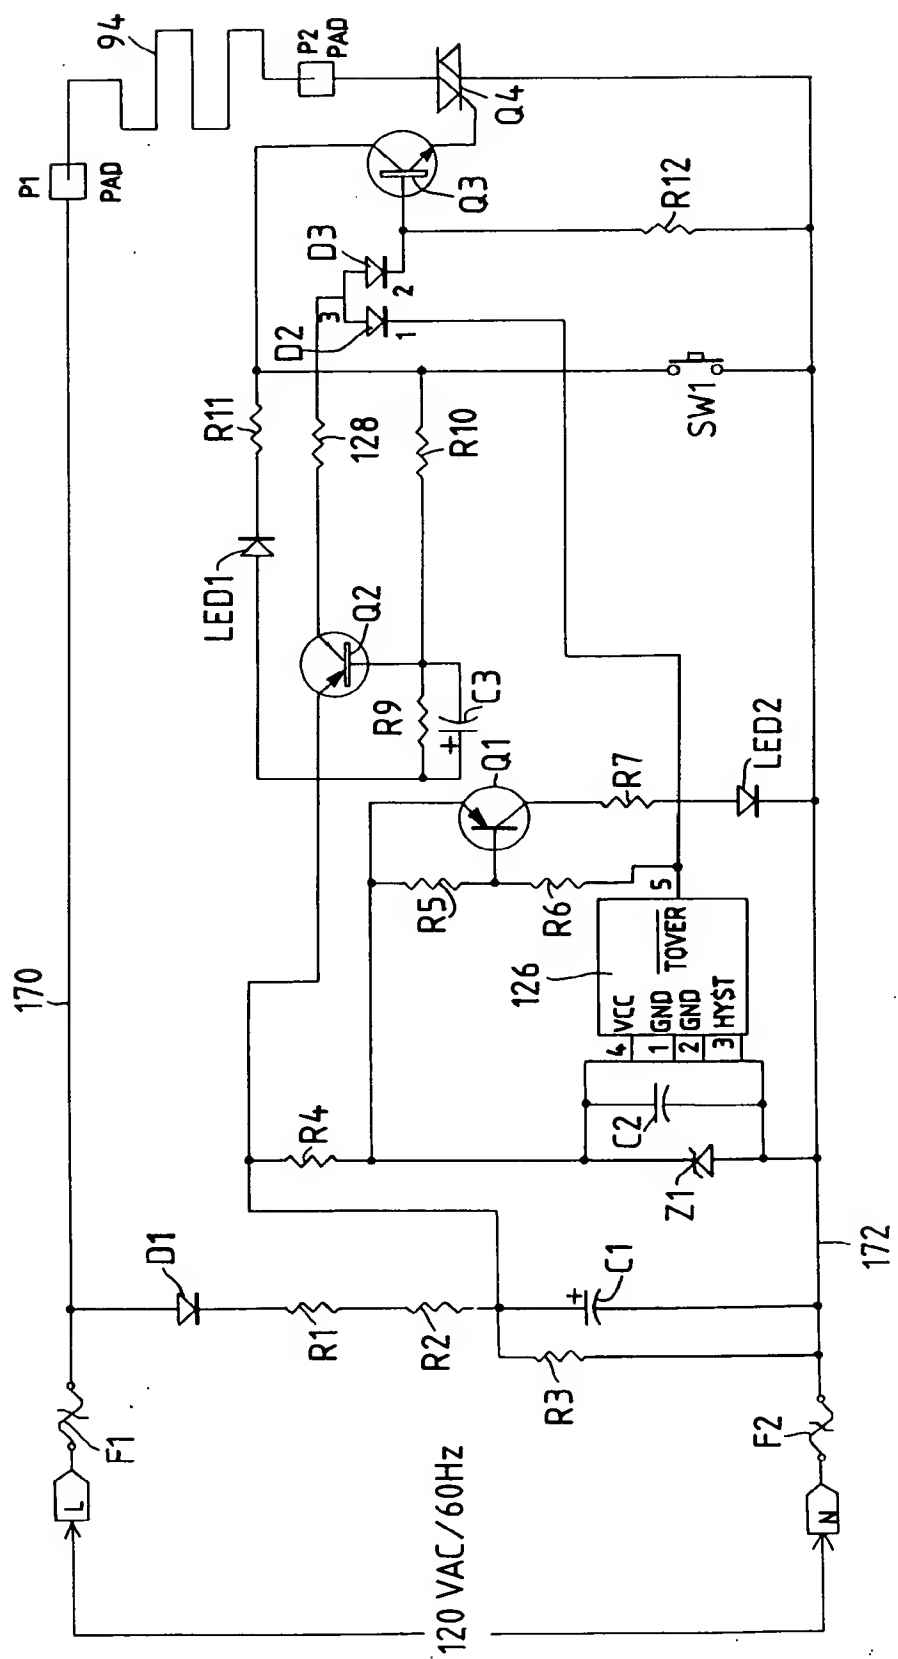 120 VAC/60Hz
L
N
F1
F2
170
172
D1
R1
R2
R3
+
C1
R4
Z1
C2
4
1
2
3
VCC
GND
GND
HYST
TOVER
126
5
R5
R6
Q1
R7
LED2
R9
+
C3
Q2
LED1
R11
128
R10
D2
D3
3
1
2
SW1
R12
Q3
Q4
P1
PAD
P2
PAD
94